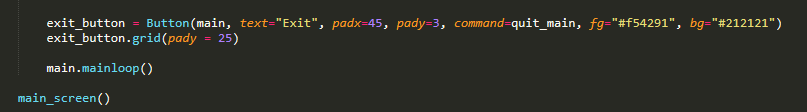 exit_button = Button(main, text="Exit", padx=45, pady=3, command=quit_main, fg="#f54291", bg="#212121")
exit_button.grid(pady = 25)
main.mainloop()
main_screen()